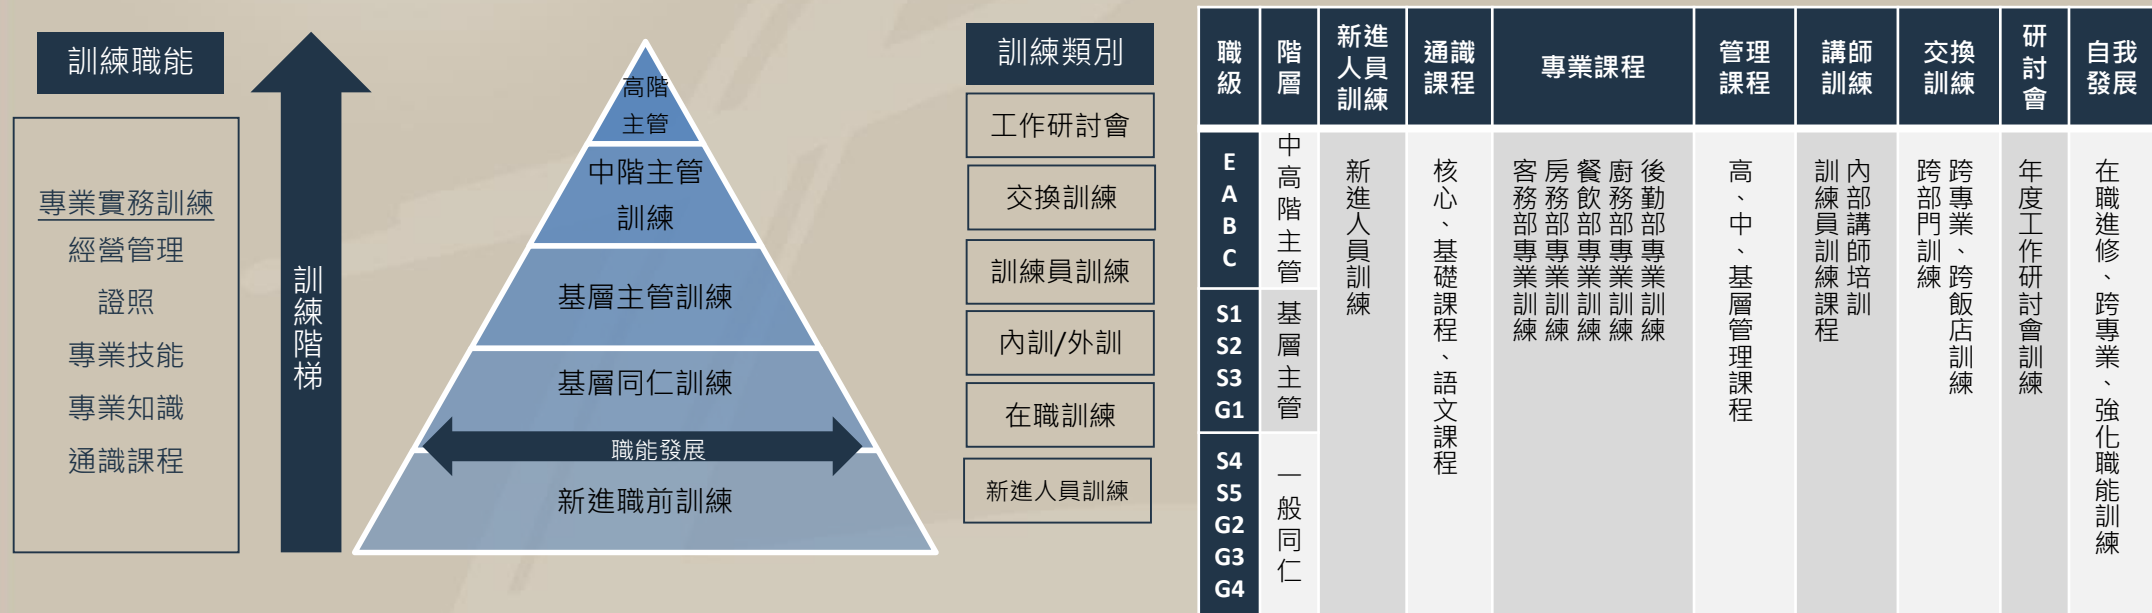 訓練職能
專業實務訓練
經營管理
證照
專業技能
專業知識
通識課程
訓練階梯
高階
主管
中階主管
訓練
基層主管訓練
基層同仁訓練
職能發展
新進職前訓練
訓練類別
工作研討會
交換訓練
訓練員訓練
內訓/外訓
在職訓練
新進人員訓練
職級
階層
新進人員訓練
通識課程
專業課程
管理課程
講師訓練
交換訓練
研討會
自我發展
E
A
B
C
中高階主管
S1
S2
S3
G1
基層主管
S4
S5
G2
G3
G4
一般同仁
新進人員訓練
核心、基礎課程、語文課程
後勤部專業訓練
廚務部專業訓練
餐飲部專業訓練
房務部專業訓練
客務部專業訓練
高、中、基層管理課程
內部講師培訓
訓練員訓練課程
跨專業、跨飯店訓練
跨部門訓練
年度工作研討會訓練
在職進修、跨專業、強化職能訓練